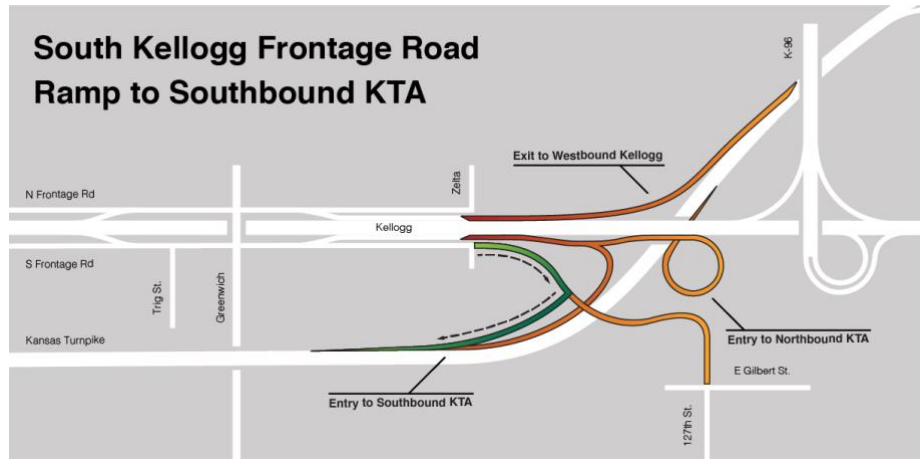 South Kellogg Frontage Road
Ramp to Southbound KTA
K-96
Exit to Westbound Kellogg
Zelta
N Frontage Rd
Kellogg
S Frontage Rd
Trig St.
Greenwich
Kansas Turnpike
Entry to Northbound KTA
E Gilbert St.
Entry to Southbound KTA
127th St.